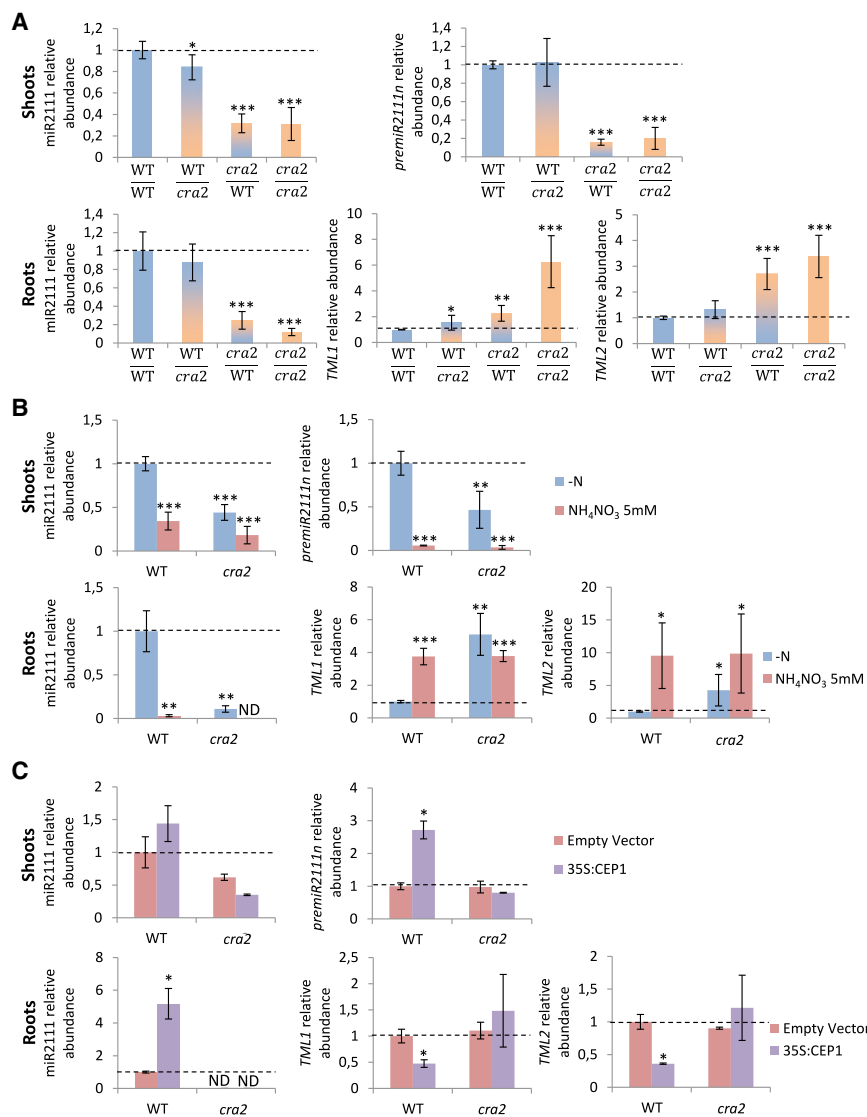 A
Shoots
miR2111 relative
abundance
1,2
1
0,8
0,6
0,4
0,2
0
*
***
***
WT
WT
WT
cra2
cra2
WT
cra2
cra2
premiR2111n relative
abundance
1,4
1,2
1
0,8
0,6
0,4
0,2
0
***
***
WT
WT
WT
cra2
cra2
WT
cra2
cra2
Roots
miR2111 relative
abundance
1,4
1,2
1
0,8
0,6
0,4
0,2
0
***
***
WT
WT
WT
cra2
cra2
WT
cra2
cra2
TML1 relative abundance
10
8
6
4
2
0
*
**
***
WT
WT
WT
cra2
cra2
WT
cra2
cra2
TML2 relative abundance
5
4
3
2
1
0
***
***
WT
WT
WT
cra2
cra2
WT
cra2
cra2
B
Shoots
miR2111 relative
abundance
1,5
1
0,5
0
***
***
***
WT
cra2
premiR2111n relative
abundance
1,5
1
0,5
0
***
**
***
WT
cra2
-N
NH4NO3 5mM
Roots
miR2111 relative
abundance
1,5
1
0,5
0
**
**
ND
WT
cra2
TML1 relative
abundance
8
6
4
2
0
***
**
***
WT
cra2
TML2 relative
abundance
20
15
10
5
0
*
*
*
WT
cra2
-N
NH4NO3 5mM
C
Shoots
miR2111 relative
abundance
2
1,5
1
0,5
0
WT
cra2
premiR2111n relative
abundance
4
3
2
1
0
*
WT
cra2
Empty Vector
35S:CEP1
Roots
miR2111 relative
abundance
8
6
4
2
0
*
ND ND
WT
cra2
TML1 relative
abundance
2,5
2
1,5
1
0,5
0
*
WT
cra2
TML2 relative
abundance
2
1,5
1
0,5
0
*
WT
cra2
Empty Vector
35S:CEP1